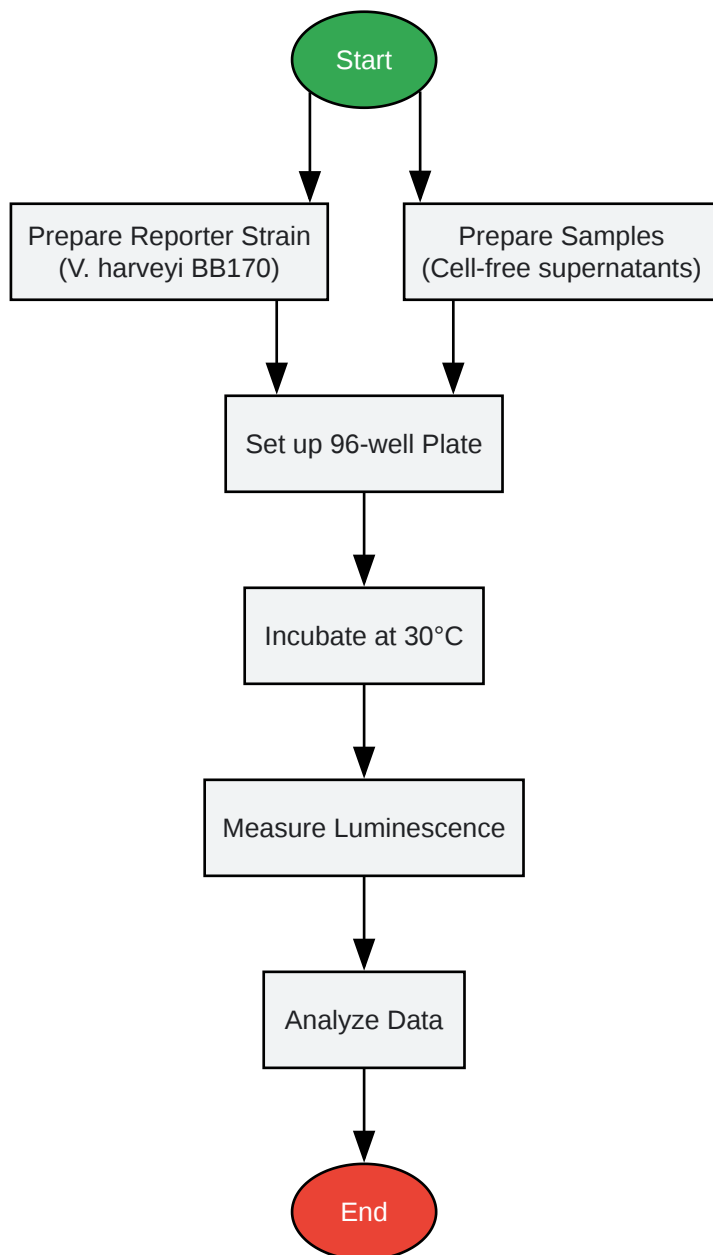 Start
Prepare Reporter Strain
(V. harveyi BB170)
Prepare Samples
(Cell-free supernatants)
Set up 96-well Plate
Incubate at 30°C
Measure Luminescence
Analyze Data
End